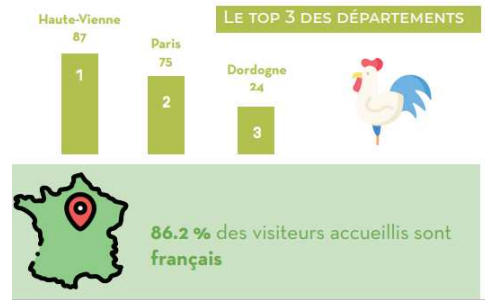 LE TOP 3 DES DÉPARTEMENTS
Haute-Vienne
87
1
Paris
75
2
Dordogne
24
3
86.2 % des visiteurs accueillis sont
français